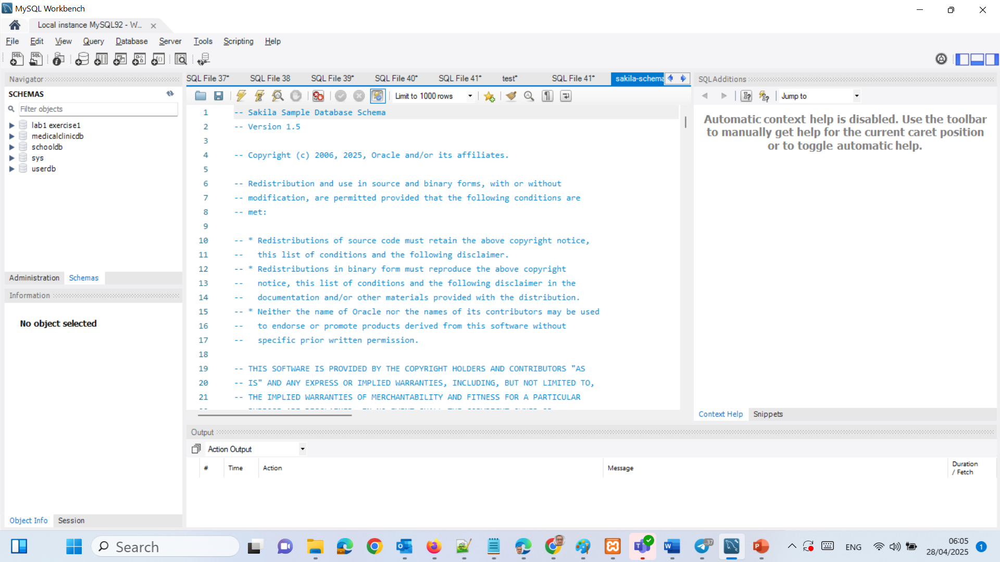 MySQL Workbench
Local instance MySQL92 - W...
File Edit View Query Database Server Tools Scripting Help
Navigator
SCHEMAS
Filter objects
lab1 exercise1
medicalclinicdb
schooldb
sys
userdb
Administration Schemas
Information
No object selected
Object Info Session
SQL File 37* SQL File 38 SQL File 39* SQL File 40* SQL File 41* test* SQL File 41* sakila-schema
Limit to 1000 rows
1 -- Sakila Sample Database Schema
2 -- Version 1.5
3
4 -- Copyright (c) 2006, 2025, Oracle and/or its affiliates.
5
6 -- Redistribution and use in source and binary forms, with or without
7 -- modification, are permitted provided that the following conditions are
8 -- met:
9
10 -- * Redistributions of source code must retain the above copyright notice,
11 --   this list of conditions and the following disclaimer.
12 -- * Redistributions in binary form must reproduce the above copyright
13 --   notice, this list of conditions and the following disclaimer in the
14 --   documentation and/or other materials provided with the distribution.
15 -- * Neither the name of Oracle nor the names of its contributors may be used
16 --   to endorse or promote products derived from this software without
17 --   specific prior written permission.
18
19 -- THIS SOFTWARE IS PROVIDED BY THE COPYRIGHT HOLDERS AND CONTRIBUTORS "AS
20 -- IS" AND ANY EXPRESS OR IMPLIED WARRANTIES, INCLUDING, BUT NOT LIMITED TO,
21 -- THE IMPLIED WARRANTIES OF MERCHANTABILITY AND FITNESS FOR A PARTICULAR
SQLAdditions
Jump to
Automatic context help is disabled. Use the toolbar
to manually get help for the current caret position
or to toggle automatic help.
Context Help Snippets
Output
Action Output
# Time Action Message Duration
/ Fetch
Search
37
ENG
06:05
28/04/2025
1